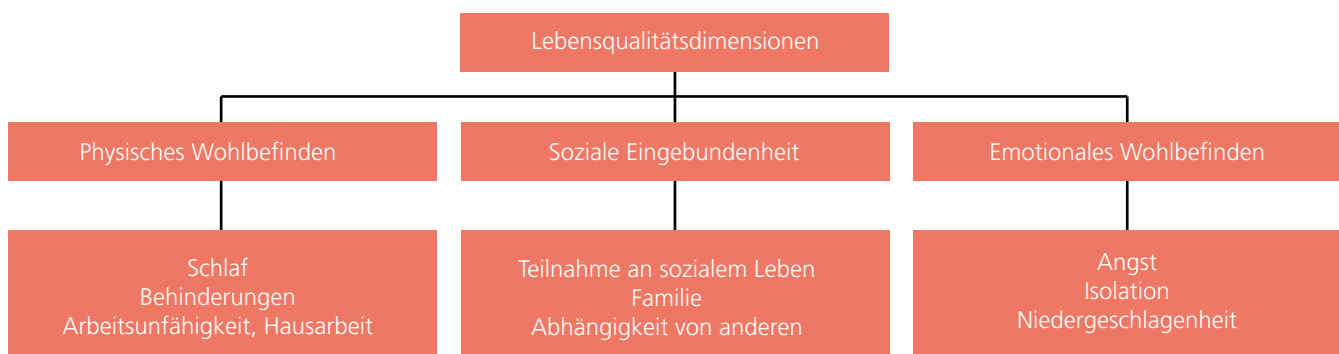 Lebensqualitätsdimensionen
Physisches Wohlbefinden
Soziale Eingebundenheit
Emotionales Wohlbefinden
Schlaf
Behinderungen
Arbeitsunfähigkeit, Hausarbeit
Teilnahme an sozialem Leben
Familie
Abhängigkeit von anderen
Angst
Isolation
Niedergeschlagenheit